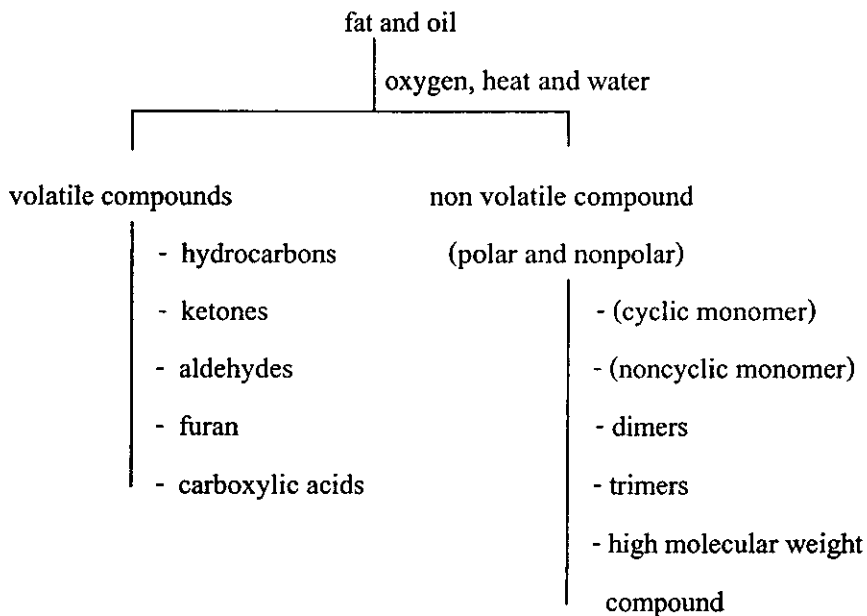 fat and oil
oxygen, heat and water
volatile compounds
- hydrocarbons
- ketones
- aldehydes
- furan
- carboxylic acids
non volatile compound
(polar and nonpolar)
- (cyclic monomer)
- (noncyclic monomer)
- dimers
- trimers
- high molecular weight
compound